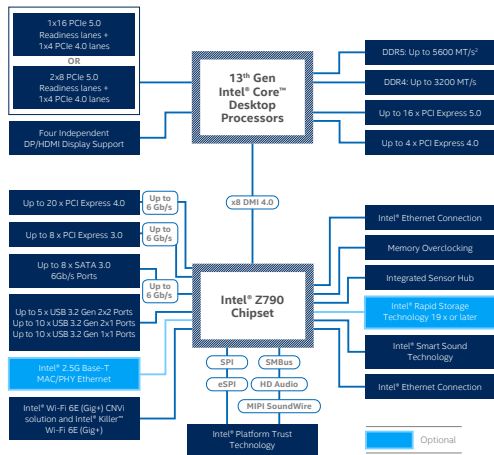 1x16 PCIe 5.0
Readiness lanes +
1x4 PCIe 4.0 lanes
OR
2x8 PCIe 5.0
Readiness lanes +
1x4 PCIe 4.0 lanes
Four Independent
DP/HDMI Display Support
13th Gen
Intel® Core™
Desktop
Processors
DDR5: Up to 5600 MT/s²
DDR4: Up to 3200 MT/s
Up to 16 x PCI Express 5.0
Up to 4 x PCI Express 4.0
x8 DMI 4.0
Up to 20 x PCI Express 4.0
Up to
6 Gb/s
Up to 8 x PCI Express 3.0
Up to
6 Gb/s
Up to 8 x SATA 3.0
6Gb/s Ports
Up to
6 Gb/s
Up to 5 x USB 3.2 Gen 2x2 Ports
Up to 10 x USB 3.2 Gen 2x1 Ports
Up to 10 x USB 3.2 Gen 1x1 Ports
Intel® 2.5G Base-T
MAC/PHY Ethernet
Intel® Wi-Fi 6E (Gig+) CNVi
solution and Intel® Killer™
Wi-Fi 6E (Gig+)
Intel® Z790
Chipset
Intel® Ethernet Connection
Memory Overclocking
Integrated Sensor Hub
Intel® Rapid Storage
Technology 19.x or later
Intel® Smart Sound
Technology
Intel® Ethernet Connection
SPI
SMBus
eSPI
HD Audio
MIPI SoundWire
Intel® Platform Trust
Technology
Optional